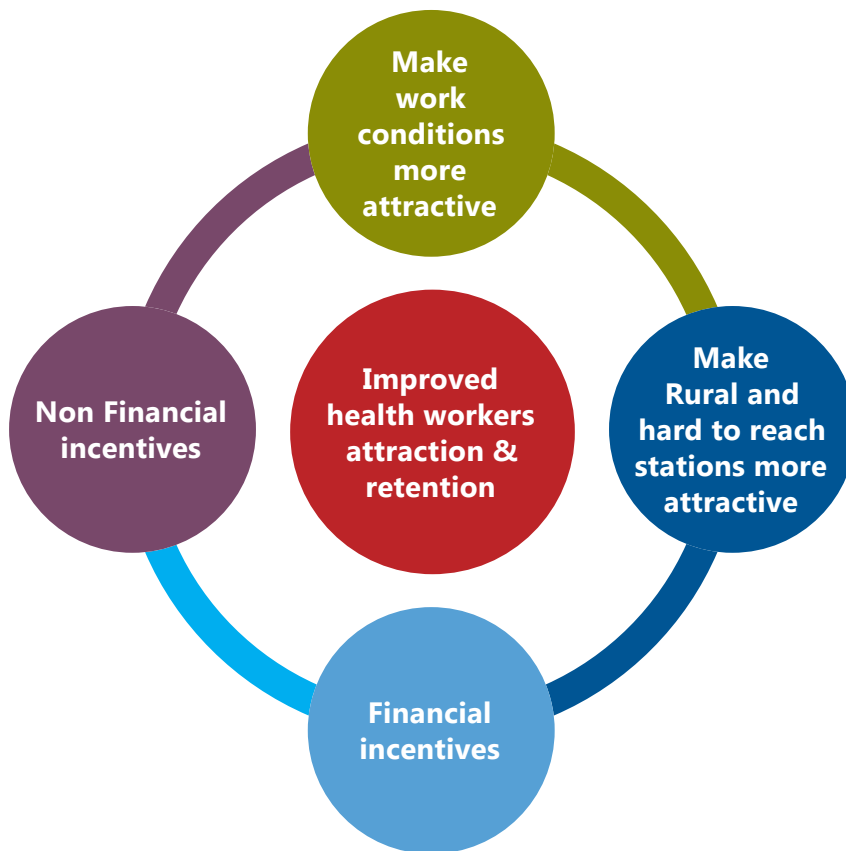 Make
work
conditions
more
attractive
Non Financial
incentives
Improved
health workers
attraction &
retention
Make
Rural and
hard to reach
stations more
attractive
Financial
incentives